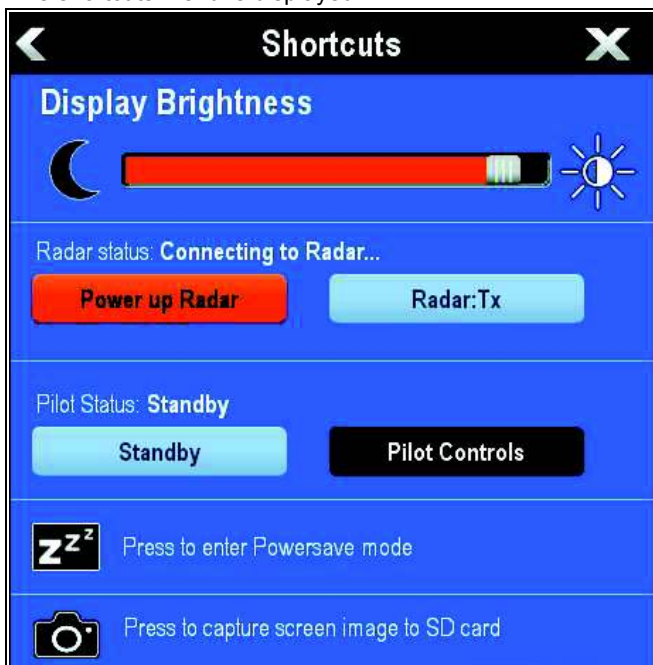 Shortcuts
Display Brightness
Radar status: Connecting to Radar...
Power up Radar
Radar:Tx
Pilot Status: Standby
Standby
Pilot Controls
zzz
Press to enter Powersave mode
Press to capture screen image to SD card